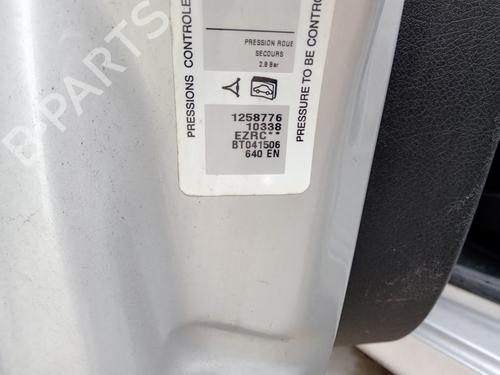 PRESSIONS CONTROLE
PRESSION ROUE
SECOURS
2.8 Bar
PRESSURE TO BE CONTRO
1258776
10338
EZRC**
BT041506
640 EN
B-PARTS